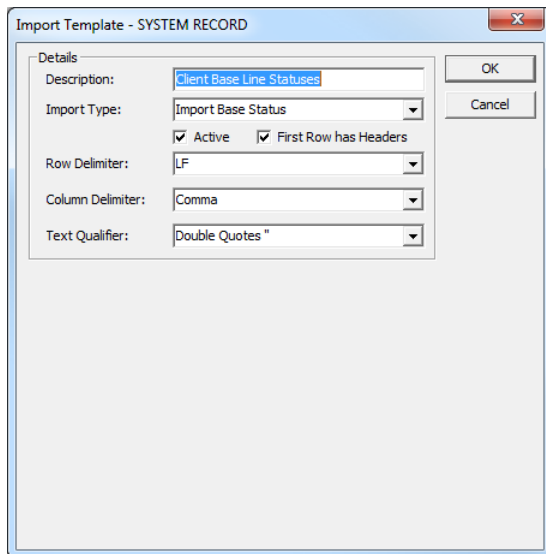 Import Template - SYSTEM RECORD
Details
Description: Client Base Line Statuses
OK
Import Type: Import Base Status
Cancel
Active First Row has Headers
Row Delimiter: LF
Column Delimiter: Comma
Text Qualifier: Double Quotes "